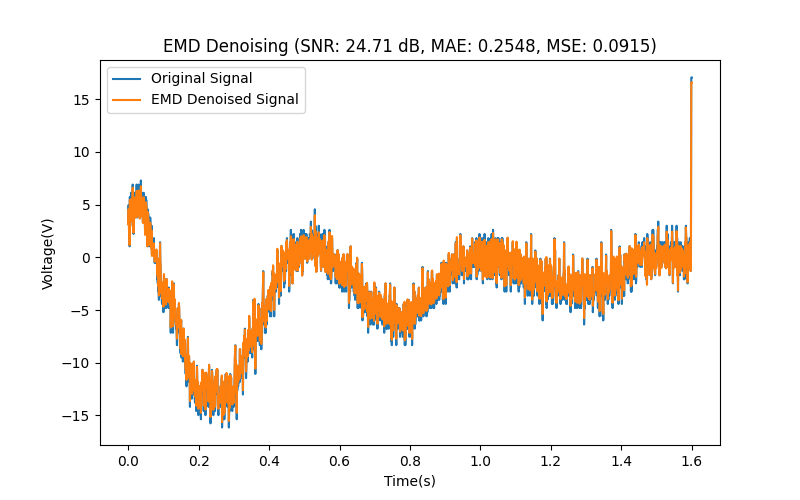 EMD Denoising (SNR: 24.71 dB, MAE: 0.2548, MSE: 0.0915)
Original Signal
EMD Denoised Signal
Voltage(V)
15
10
5
0
−5
−10
−15
0.0 0.2 0.4 0.6 0.8 1.0 1.2 1.4 1.6
Time(s)